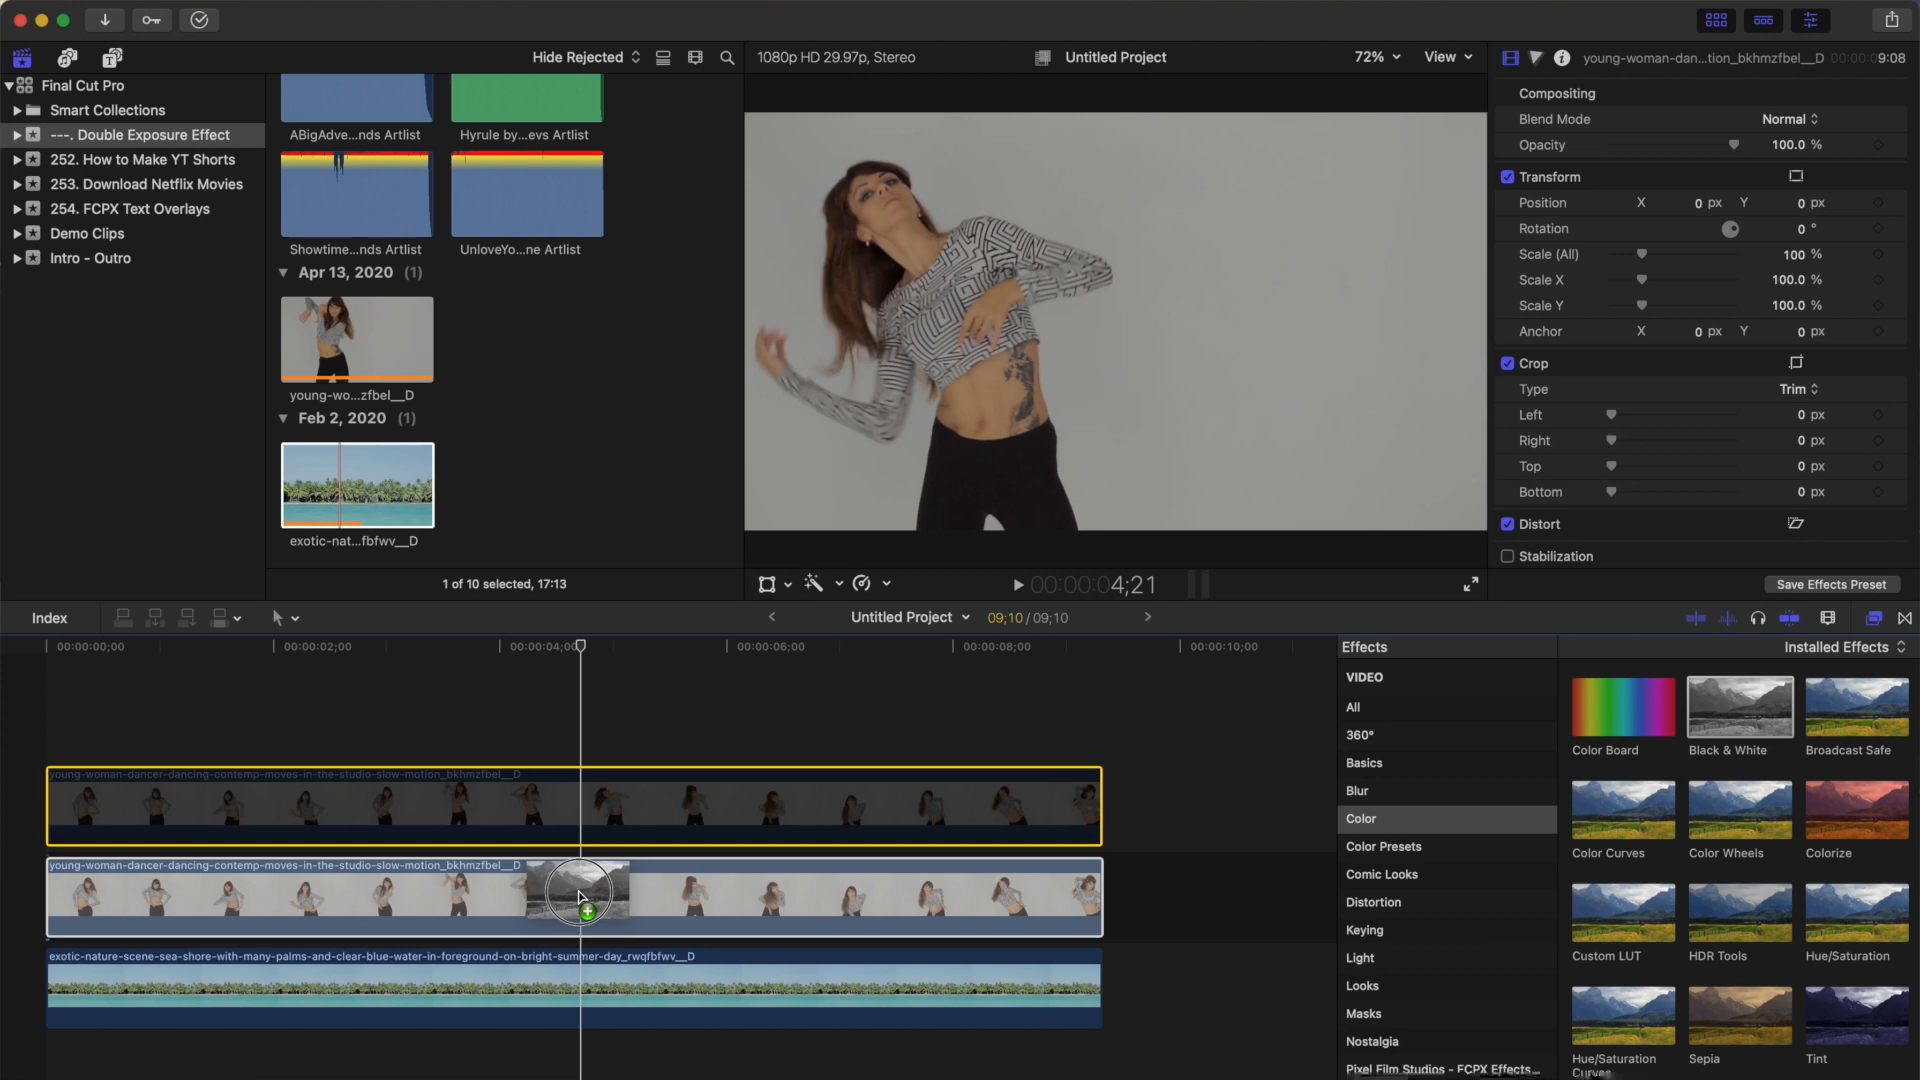 Hide Rejected
1080p HD 29.97p, Stereo
Untitled Project
72%
View
young-woman-dan...tion_bkhmzfbel__D
00:00:09:08
Final Cut Pro
Smart Collections
---. Double Exposure Effect
252. How to Make YT Shorts
253. Download Netflix Movies
254. FCPX Text Overlays
Demo Clips
Intro - Outro
ABigAdve...nds Artlist
Hyrule by...evs Artlist
Showtime...nds Artlist
UnloveYo...ne Artlist
Apr 13, 2020 (1)
young-wo...zfbel__D
Feb 2, 2020 (1)
exotic-nat...fbfwv__D
1 of 10 selected, 17:13
00:00:04;21
Compositing
Blend Mode Normal
Opacity 100.0 %
Transform
Position X 0 px Y 0 px
Rotation 0 °
Scale (All) 100 %
Scale X 100.0 %
Scale Y 100.0 %
Anchor X 0 px Y 0 px
Crop
Type Trim
Left 0 px
Right 0 px
Top 0 px
Bottom 0 px
Distort
Stabilization
Save Effects Preset
Index
Untitled Project
09;10 / 09;10
00:00:00;00
00:00:02;00
00:00:04;00
00:00:06;00
00:00:08;00
00:00:10;00
young-woman-dancer-dancing-contemp-moves-in-the-studio-slow-motion_bkhmzfbel__D
young-woman-dancer-dancing-contemp-moves-in-the-studio-slow-motion_bkhmzfbel__D
exotic-nature-scene-sea-shore-with-many-palms-and-clear-blue-water-in-foreground-on-bright-summer-day_rwqfbfwv__D
Effects
Installed Effects
VIDEO
All
360°
Basics
Blur
Color
Color Presets
Comic Looks
Distortion
Keying
Light
Looks
Masks
Nostalgia
Pixel Film Studios - FCPX Effects...
Color Board
Black & White
Broadcast Safe
Color Curves
Color Wheels
Colorize
Custom LUT
HDR Tools
Hue/Saturation
Hue/Saturation
Curves
Sepia
Tint